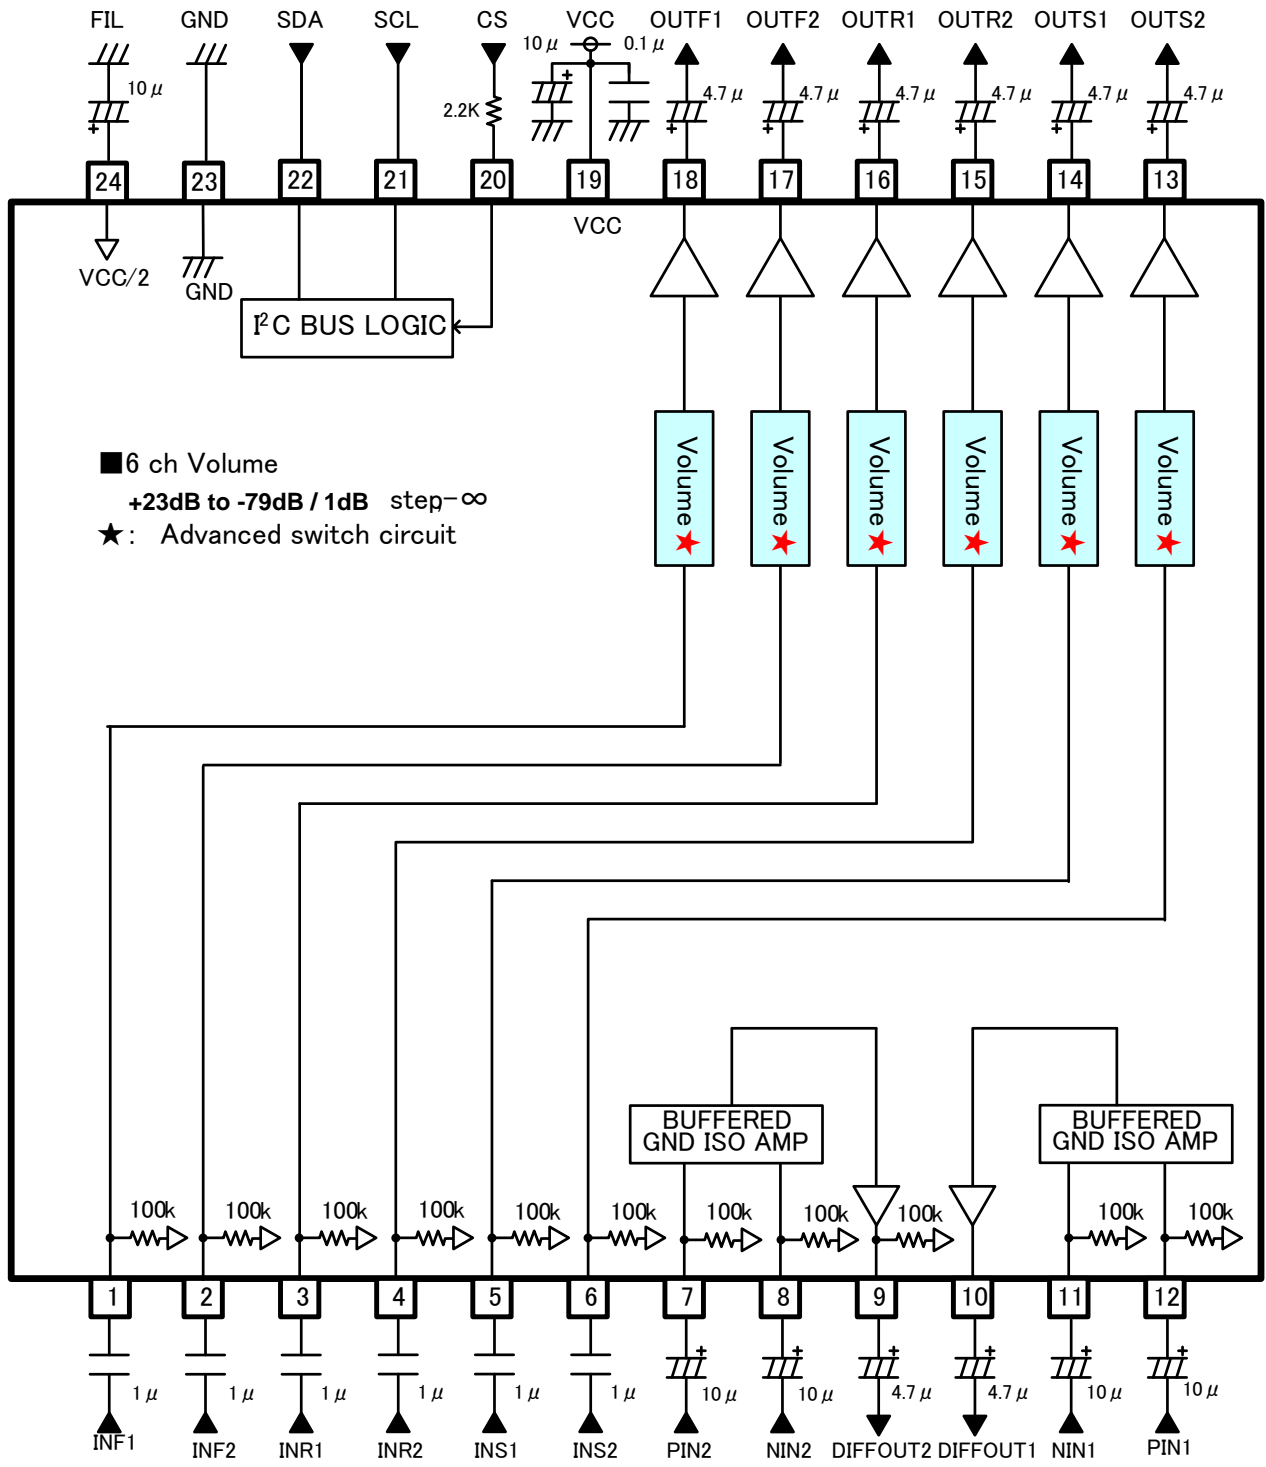 FIL GND SDA SCL CS VCC OUTF1 OUTF2 OUTR1 OUTR2 OUTS1 OUTS2
10μ 0.1μ
10μ 2.2K 4.7μ 4.7μ 4.7μ 4.7μ 4.7μ 4.7μ
+ + + + + + + +
24 23 22 21 20 19 18 17 16 15 14 13
VCC
VCC/2 GND
I²C BUS LOGIC
Volume★ Volume★ Volume★ Volume★ Volume★ Volume★
■6 ch Volume
+23dB to -79dB / 1dB step-∞
★: Advanced switch circuit
BUFFERED
GND ISO AMP
BUFFERED
GND ISO AMP
100k 100k 100k 100k 100k 100k 100k 100k 100k 100k 100k
1 2 3 4 5 6 7 8 9 10 11 12
+ + + + + +
1μ 1μ 1μ 1μ 1μ 1μ 10μ 10μ 4.7μ 4.7μ 10μ 10μ
INF1 INF2 INR1 INR2 INS1 INS2 PIN2 NIN2 DIFFOUT2 DIFFOUT1 NIN1 PIN1